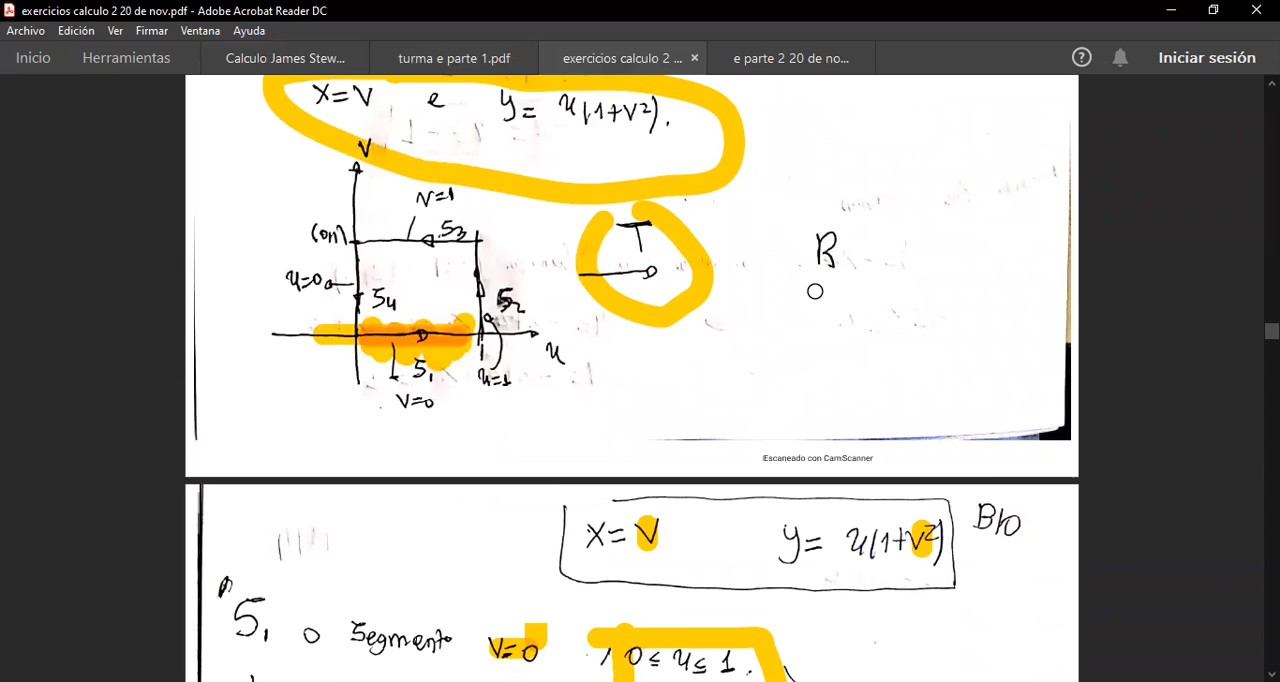 exercicios calculo 2 20 de nov.pdf - Adobe Acrobat Reader DC
Archivo Edición Ver Firmar Ventana Ayuda
Inicio Herramientas Calculo James Stew... turma e parte 1.pdf exercicios calculo 2 ... × e parte 2 20 de no... Iniciar sesión
x=v e y= u(1+v²).
v
v=1
(0,1) S3
T
R
u=0
S4 S2
u
S1 u=1
v=0
Escaneado con CamScanner
x= v y= u(1+v²)
S1 o segmento v=0 , 0 ≤ u ≤ 1.